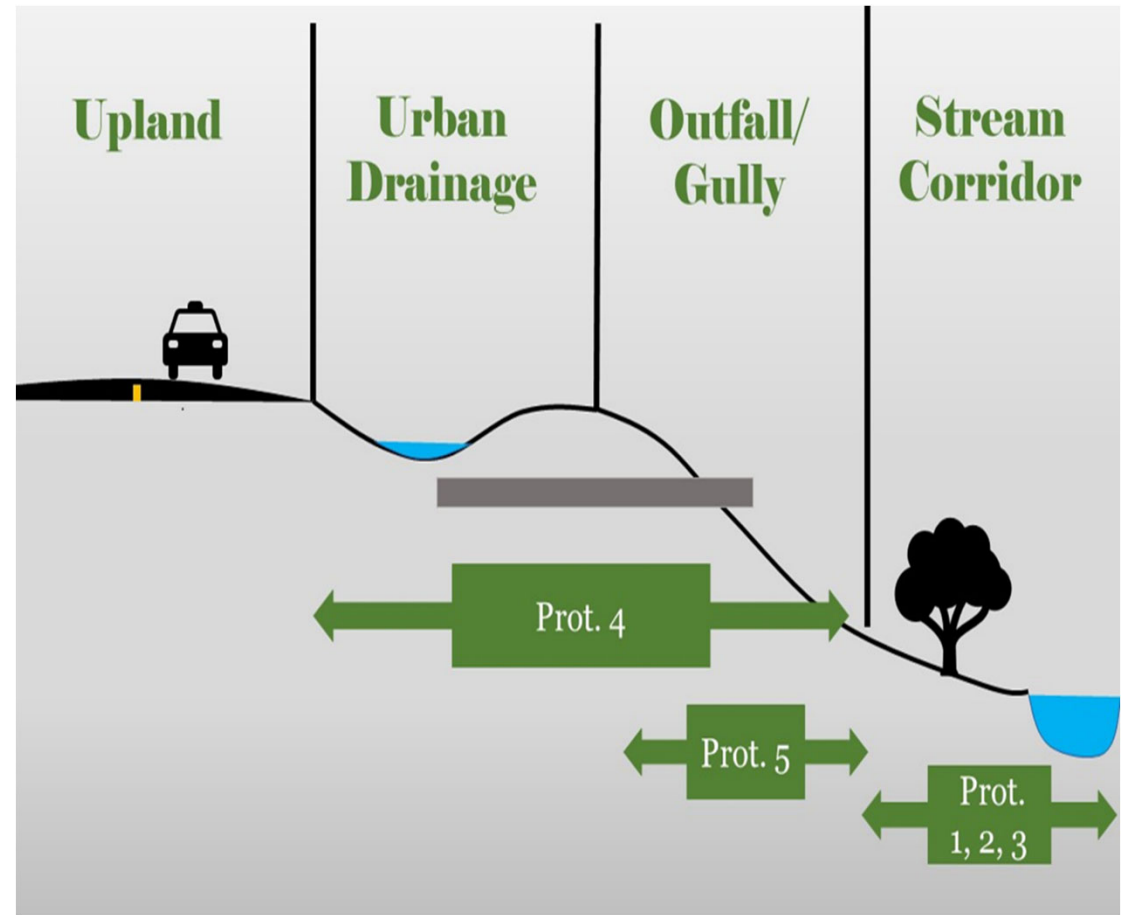 Upland
Urban
Drainage
Outfall/
Gully
Stream
Corridor
Prot. 4
Prot. 5
Prot.
1, 2, 3